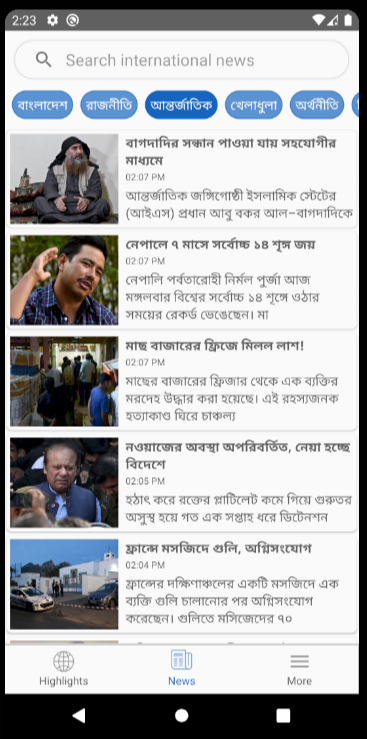 2:23
Search international news
বাংলাদেশ রাজনীতি আন্তর্জাতিক খেলাধুলা অর্থনীতি
বাগদাদির সন্ধান পাওয়া যায় সহযোগীর
মাধ্যমে
02:07 PM
আন্তর্জাতিক জঙ্গিগোষ্ঠী ইসলামিক স্টেটের
(আইএস) প্রধান আবু বকর আল–বাগদাদিকে
নেপালে ৭ মাসে সর্বোচ্চ ১৪ শৃঙ্গ জয়
02:07 PM
নেপালি পর্বতারোহী নির্মল পুর্জা আজ
মঙ্গলবার বিশ্বের সর্বোচ্চ ১৪ শৃঙ্গে ওঠার
সময়ের রেকর্ড ভেঙেছেন। মা
মাছ বাজারের ফ্রিজে মিলল লাশ!
02:07 PM
মাছের বাজারের ফ্রিজার থেকে এক ব্যক্তির
মরদেহ উদ্ধার করা হয়েছে। এই রহস্যজনক
হত্যাকাণ্ড ঘিরে চাঞ্চল্য
নওয়াজের অবস্থা অপরিবর্তিত, নেয়া হচ্ছে
বিদেশে
02:05 PM
হঠাৎ করে রক্তের প্লাটিলেট কমে গিয়ে গুরুতর
অসুস্থ হয়ে গত এক সপ্তাহ ধরে ডিটেনশন
ফ্রান্সে মসজিদে গুলি, অগ্নিসংযোগ
02:04 PM
ফ্রান্সের দক্ষিণাঞ্চলের একটি মসজিদে এক
ব্যক্তি গুলি চালানোর পর অগ্নিসংযোগ
করেছেন। গুলিতে মসিজেদের ৭০
Highlights News More